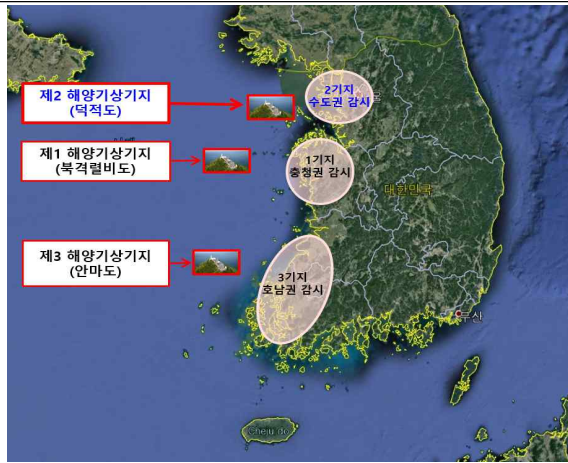 제2 해양기상기지
(덕적도)
2기지
수도권 감시
제1 해양기상기지
(북격렬비도)
1기지
충청권 감시
대한민국
제3 해양기상기지
(안마도)
3기지
호남권 감시
부산
Cheju do